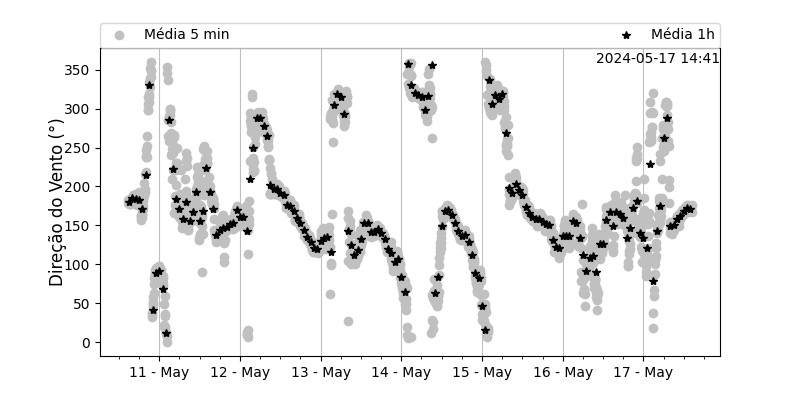 Média 5 min
Média 1h
2024-05-17 14:41
Direção do Vento (°)
350
300
250
200
150
100
50
0
11 - May
12 - May
13 - May
14 - May
15 - May
16 - May
17 - May